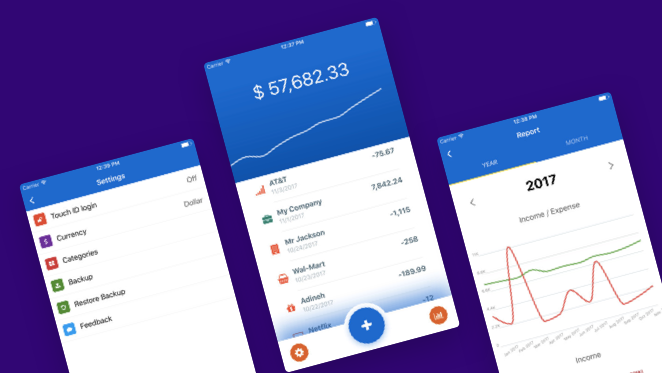 Carrier 12:39 PM
Settings
Touch ID login Off
Currency Dollar
Categories
Backup
Restore Backup
Feedback
Carrier 12:37 PM
$ 57,682.33
AT&T -75.67
11/3/2017
My Company 7,842.24
11/1/2017
Mr Jackson -1,115
10/24/2017
Wal-Mart -258
10/23/2017
Adineh -189.99
10/22/2017
Netflix -12
Carrier 12:38 PM
Report
YEAR MONTH
2017
Income / Expense
Income